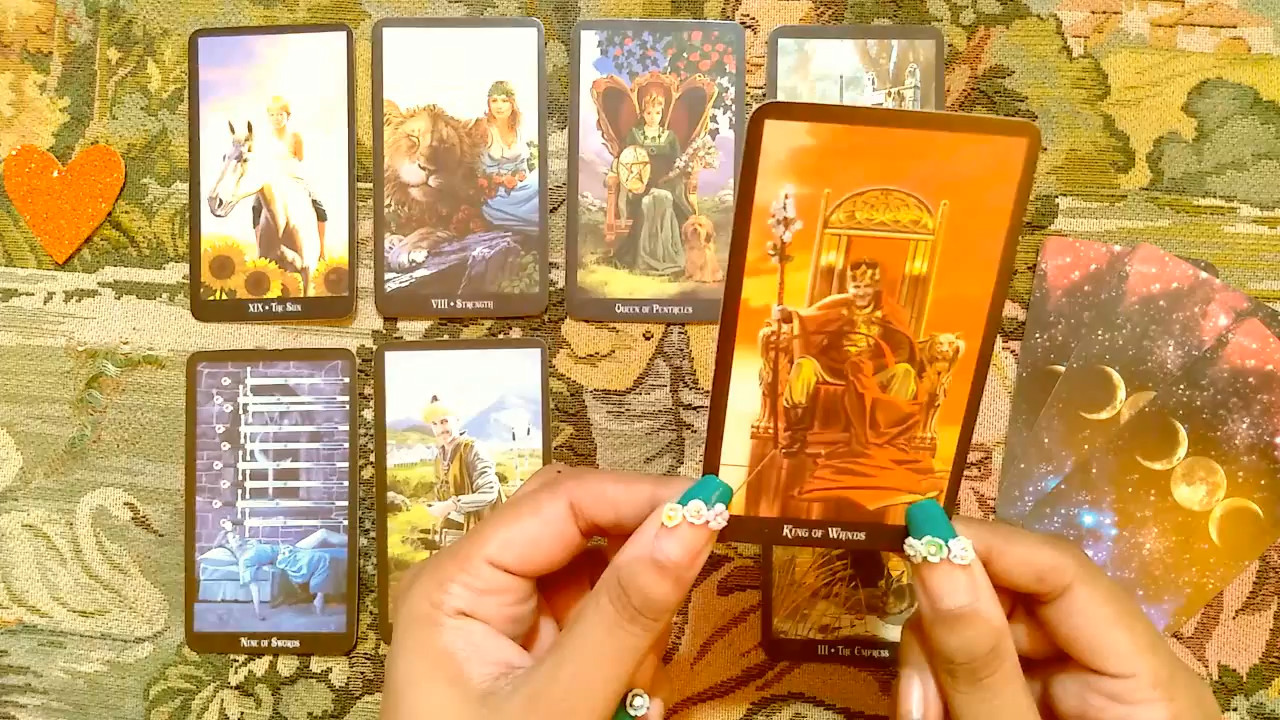 XIX • The Sun
VIII • Strength
Queen of Pentacles
King of Wands
Nine of Swords
III • The Empress